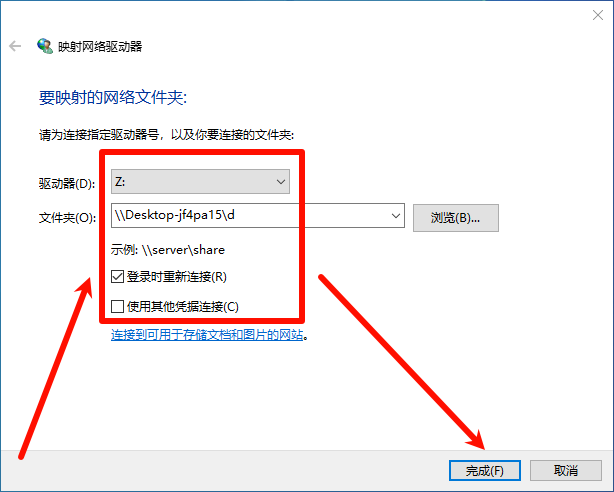 映射网络驱动器
要映射的网络文件夹:
请为连接指定驱动器号，以及你要连接的文件夹:
驱动器(D): Z:
文件夹(O): \\Desktop-jf4pa15\d 浏览(B)...
示例: \\server\share
登录时重新连接(R)
使用其他凭据连接(C)
连接到可用于存储文档和图片的网站。
完成(F) 取消